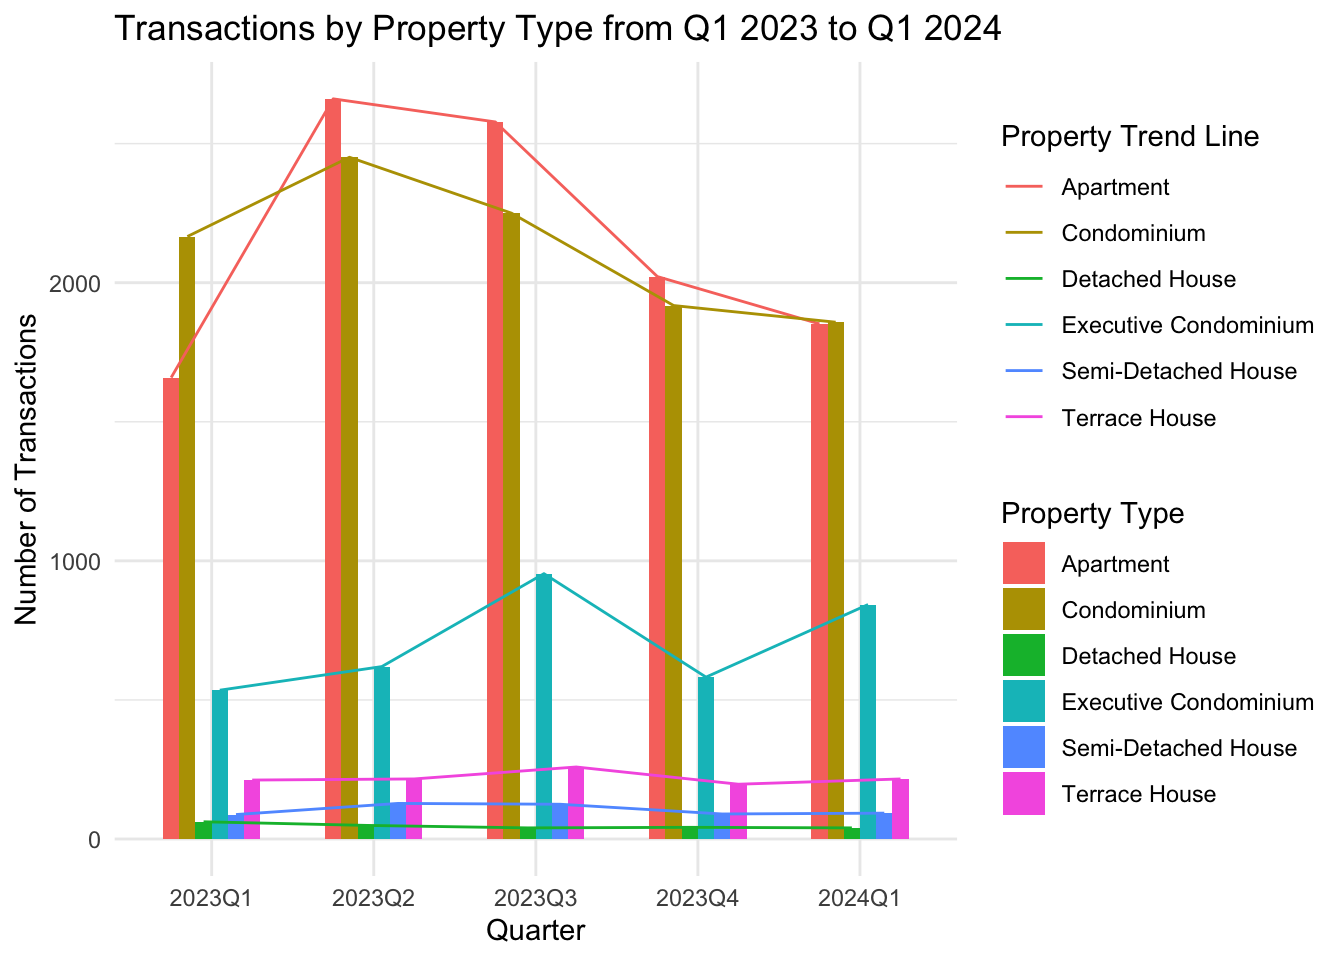 Transactions by Property Type from Q1 2023 to Q1 2024
Number of Transactions
2000
1000
0
2023Q1
2023Q2
2023Q3
2023Q4
2024Q1
Quarter
Property Trend Line
Apartment
Condominium
Detached House
Executive Condominium
Semi-Detached House
Terrace House
Property Type
Apartment
Condominium
Detached House
Executive Condominium
Semi-Detached House
Terrace House